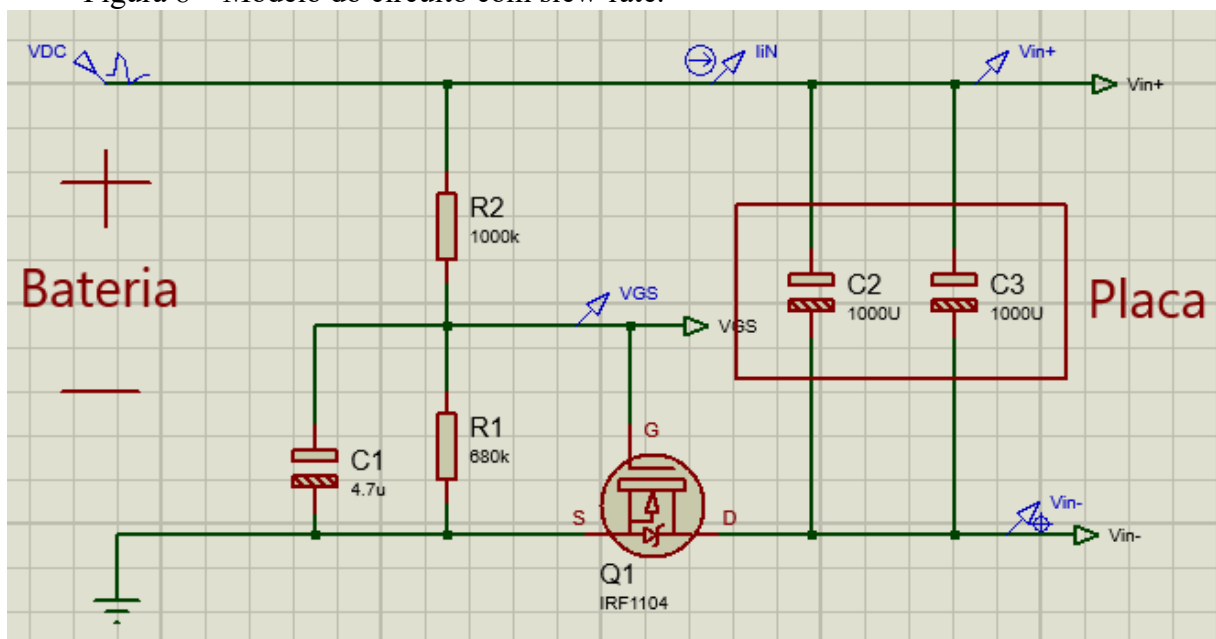 Figura 6 – Modelo do circuito com slew rate.
VDC
IiN
Vin+
Vin+
R2
1000k
Bateria
VGS
VGS
C2
1000U
C3
1000U
Placa
R1
680k
G
C1
4.7u
S
D
Vin-
Vin-
Q1
IRF1104